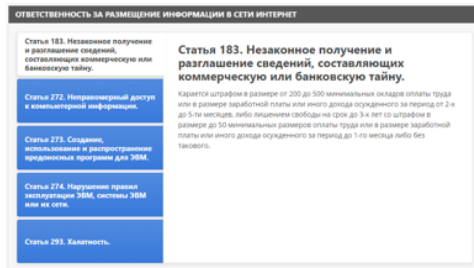 ОТВЕТСТВЕННОСТЬ ЗА РАЗМЕЩЕНИЕ ИНФОРМАЦИИ В СЕТИ ИНТЕРНЕТ
Статья 183. Незаконное получение
и разглашение сведений,
составляющих коммерческую или
банковскую тайну.
Статья 272. Неправомерный доступ
к компьютерной информации.
Статья 273. Создание,
использование и распространение
вредоносных программ для ЭВМ.
Статья 274. Нарушение правил
эксплуатации ЭВМ, системы ЭВМ
или их сети.
Статья 293. Халатность.
Статья 183. Незаконное получение и
разглашение сведений, составляющих
коммерческую или банковскую тайну.
Карается штрафом в размере от 200 до 500 минимальных окладов оплаты труда
или в размере заработной платы или иного дохода осужденного за период от 2-х
до 5-ти месяцев, либо лишением свободы на срок до 3-х лет со штрафом в
размере до 50 минимальных размеров оплаты труда или в размере заработной
платы или иного дохода осужденного за период до 1-го месяца либо без
такового.